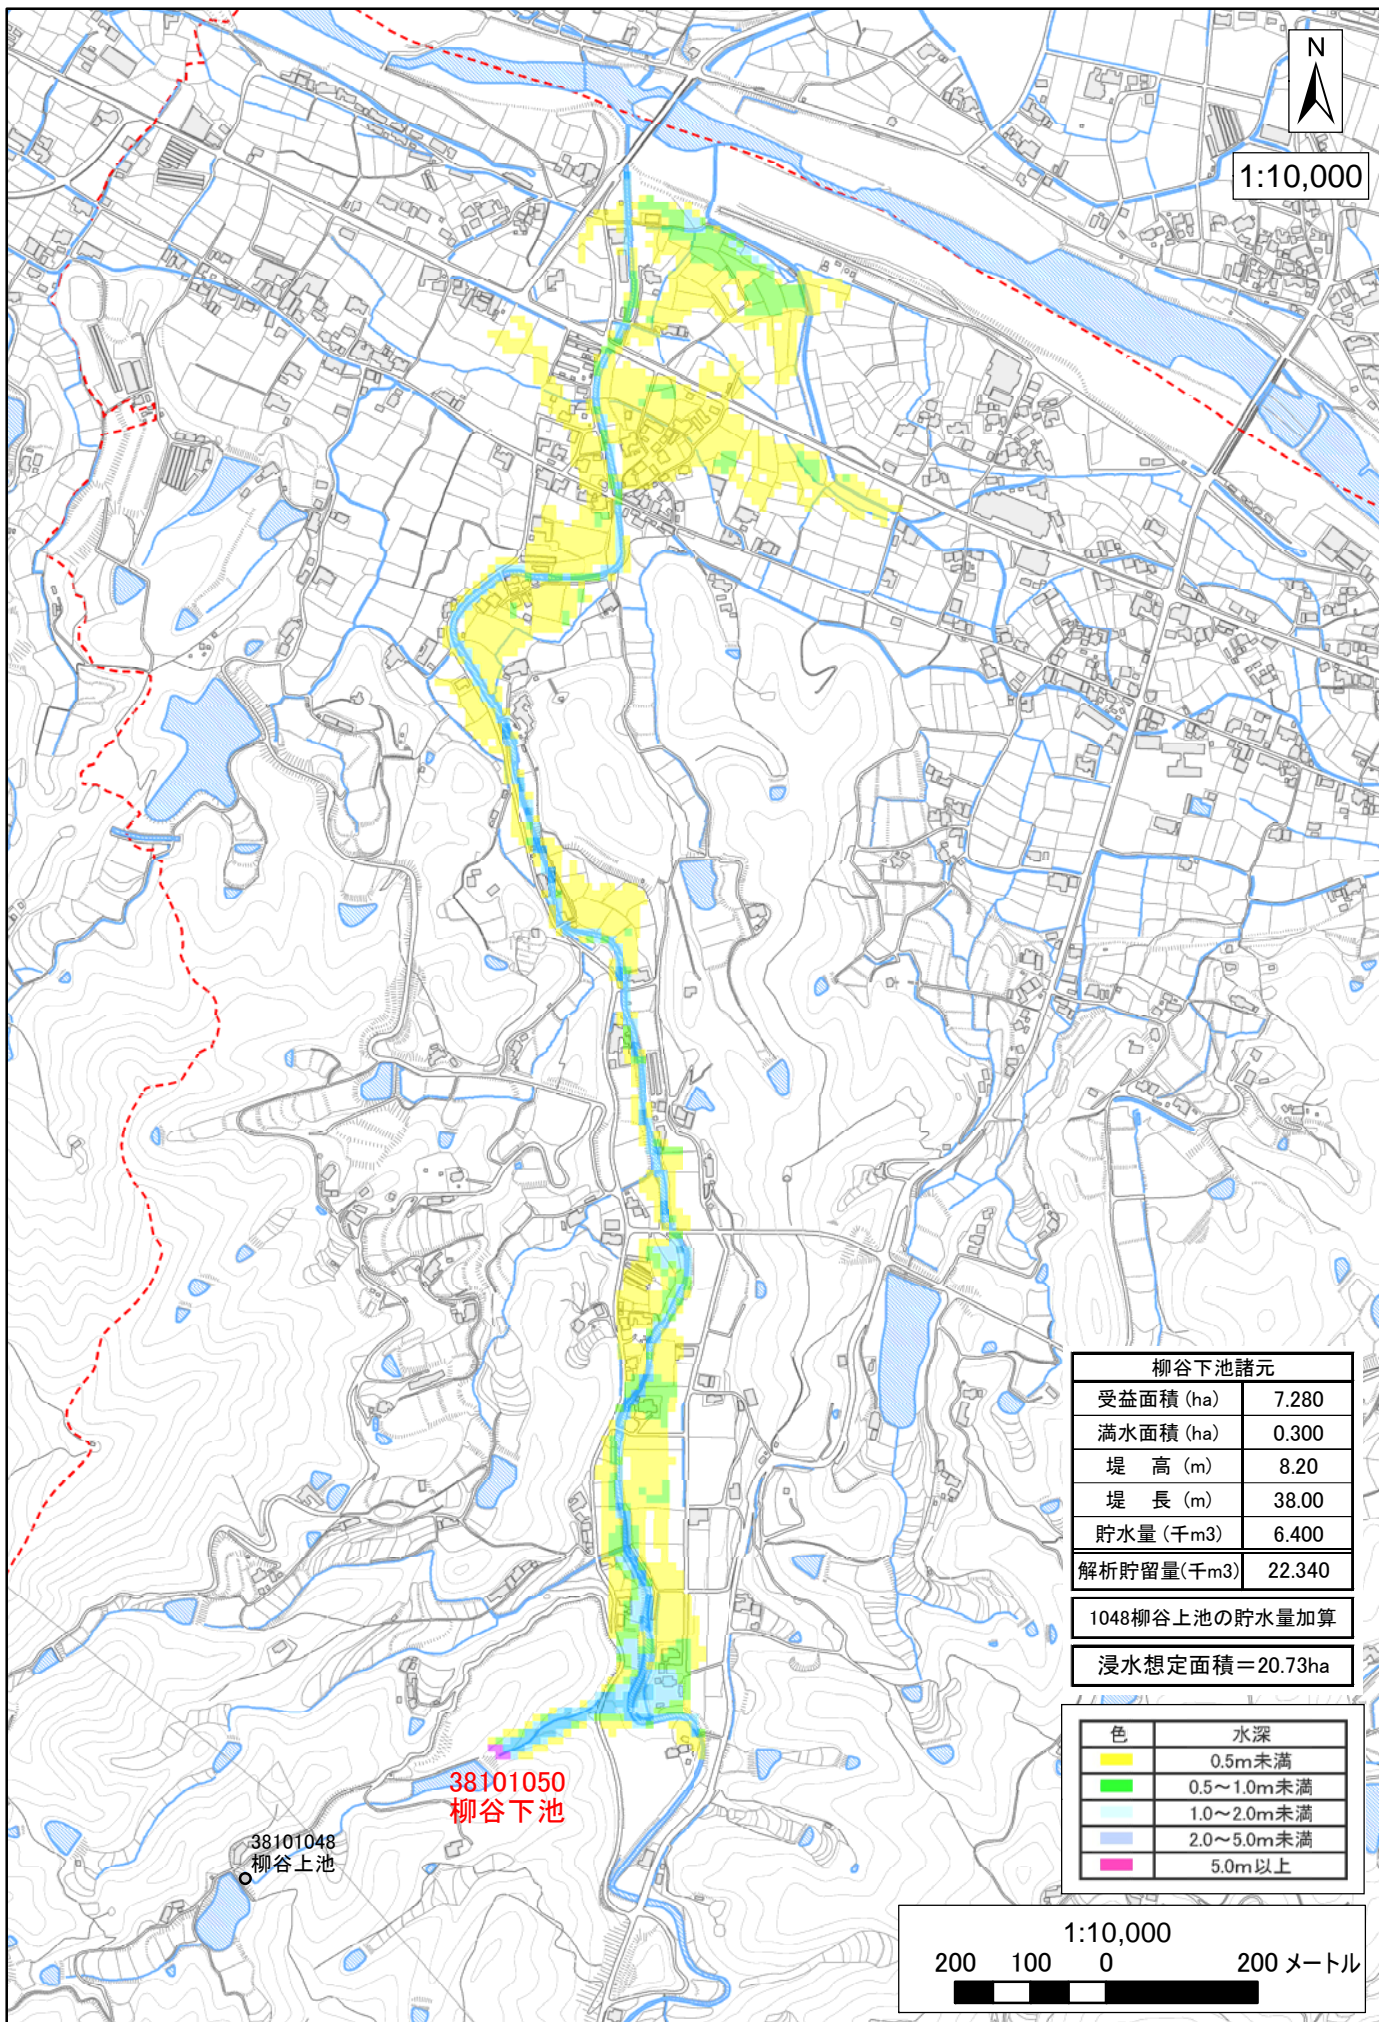 N
1:10,000
38101050
柳谷下池
38101048
柳谷上池
柳谷下池諸元
受益面積 (ha) 7.280
満水面積 (ha) 0.300
堤 高 (m) 8.20
堤 長 (m) 38.00
貯水量 (千m3) 6.400
解析貯留量(千m3) 22.340
1048柳谷上池の貯水量加算
浸水想定面積＝20.73ha
色 水深
0.5m未満
0.5～1.0m未満
1.0～2.0m未満
2.0～5.0m未満
5.0m以上
1:10,000
200 100 0 200 メートル